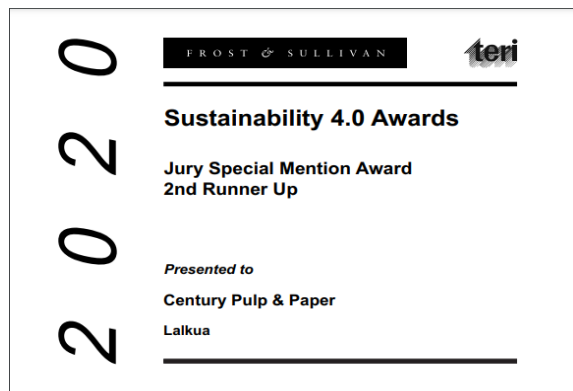 2020
FROST & SULLIVAN
teri
Sustainability 4.0 Awards
Jury Special Mention Award
2nd Runner Up
Presented to
Century Pulp & Paper
Lalkua